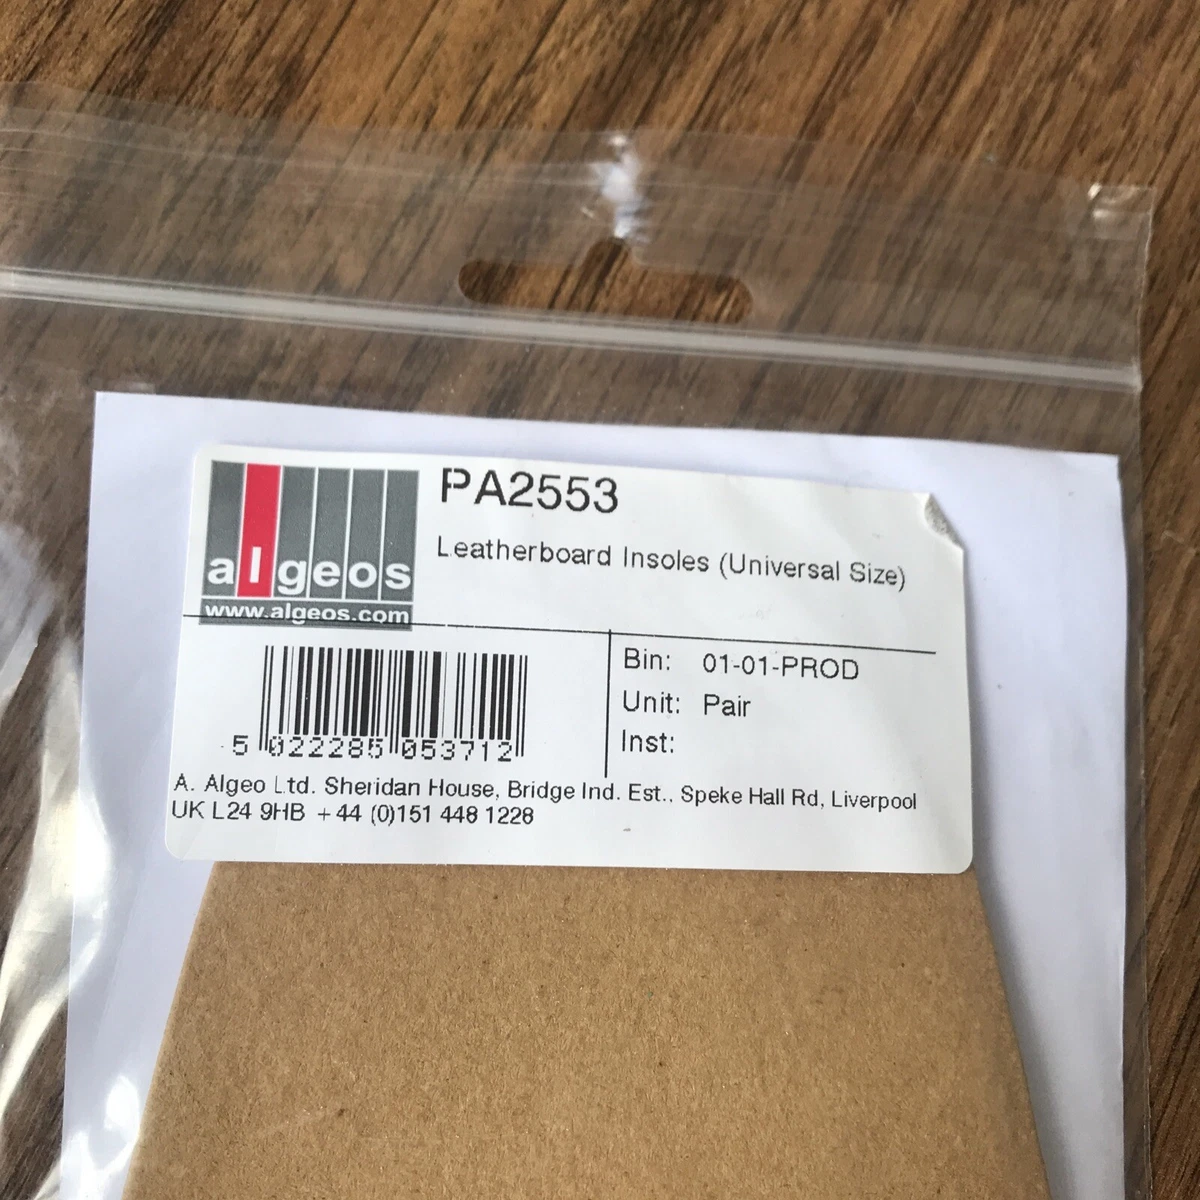 PA2553
Leatherboard Insoles (Universal Size)
algeos
www.algeos.com
Bin: 01-01-PROD
Unit: Pair
Inst:
5 022285 053712
A. Algeo Ltd. Sheridan House, Bridge Ind. Est., Speke Hall Rd, Liverpool
UK L24 9HB +44 (0)151 448 1228